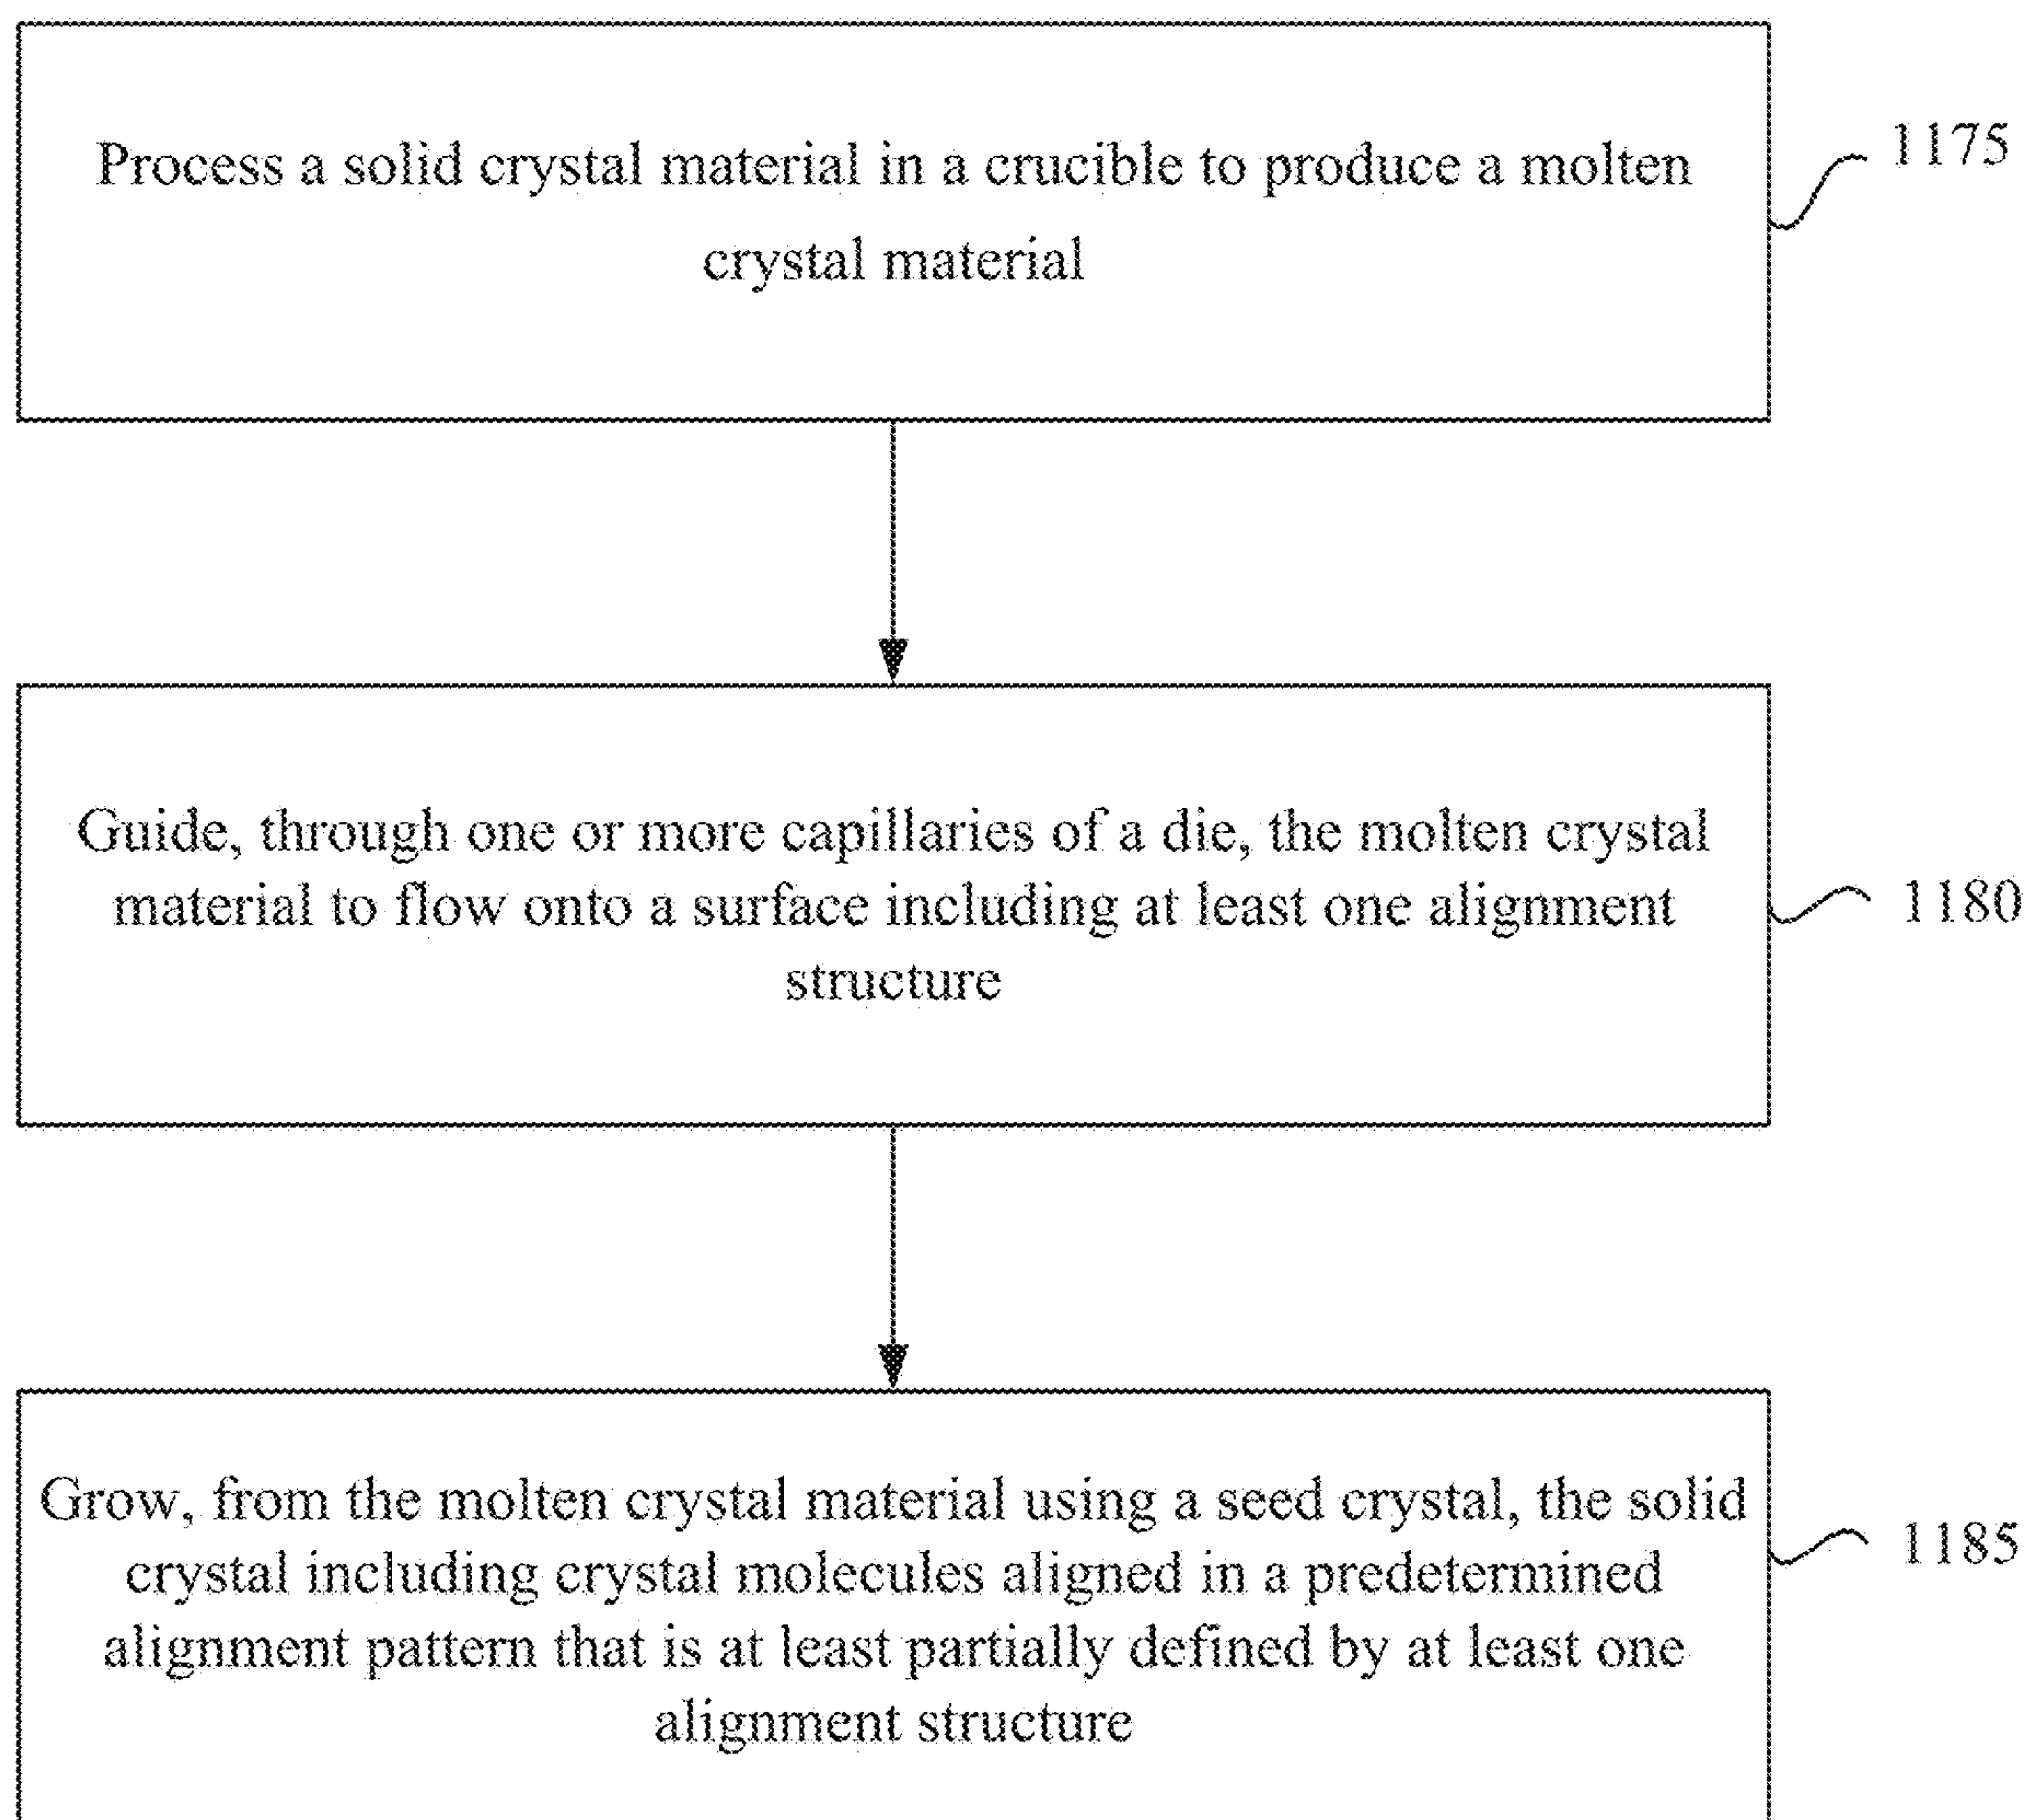 Process a solid crystal material in a crucible to produce a molten
crystal material
1175
Guide, through one or more capillaries of a die, the molten crystal
material to flow onto a surface including at least one alignment
structure
1180
Grow, from the molten crystal material using a seed crystal, the solid
crystal including crystal molecules aligned in a predetermined
alignment pattern that is at least partially defined by at least one
alignment structure
1185